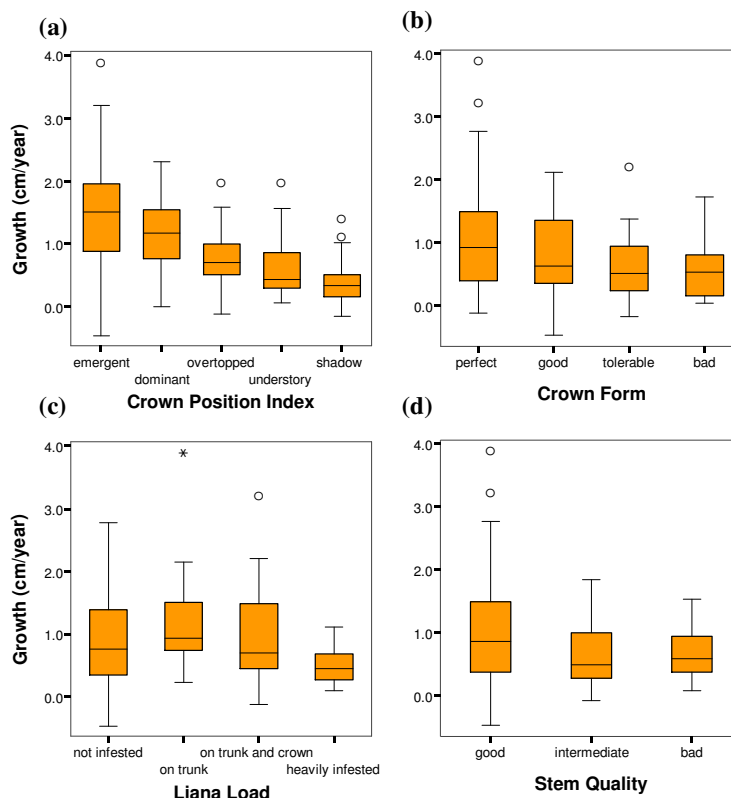 (a)
Growth (cm/year)
4.0
3.0
2.0
1.0
0.0
emergent
dominant
overtopped
understory
shadow
Crown Position Index
(b)
4.0
3.0
2.0
1.0
0.0
perfect
good
tolerable
bad
Crown Form
(c)
Growth (cm/year)
4.0
3.0
2.0
1.0
0.0
not infested
on trunk
on trunk and crown
heavily infested
Liana Load
(d)
4.0
3.0
2.0
1.0
0.0
good
intermediate
bad
Stem Quality